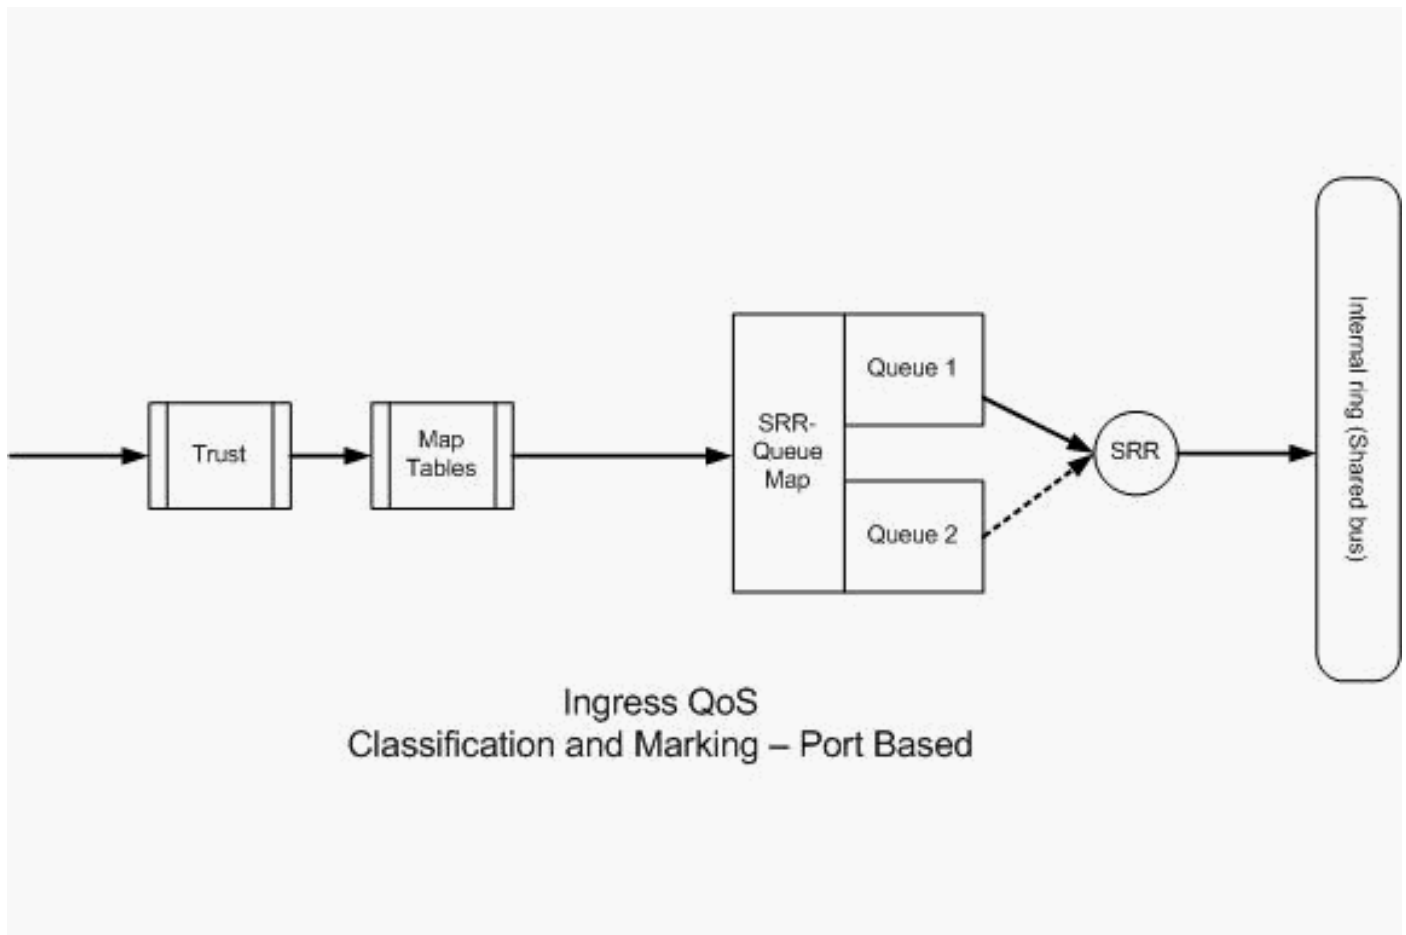 Trust
Map
Tables
SRR-
Queue
Map
Queue 1
Queue 2
SRR
Internal ring (Shared bus)
Ingress QoS
Classification and Marking – Port Based